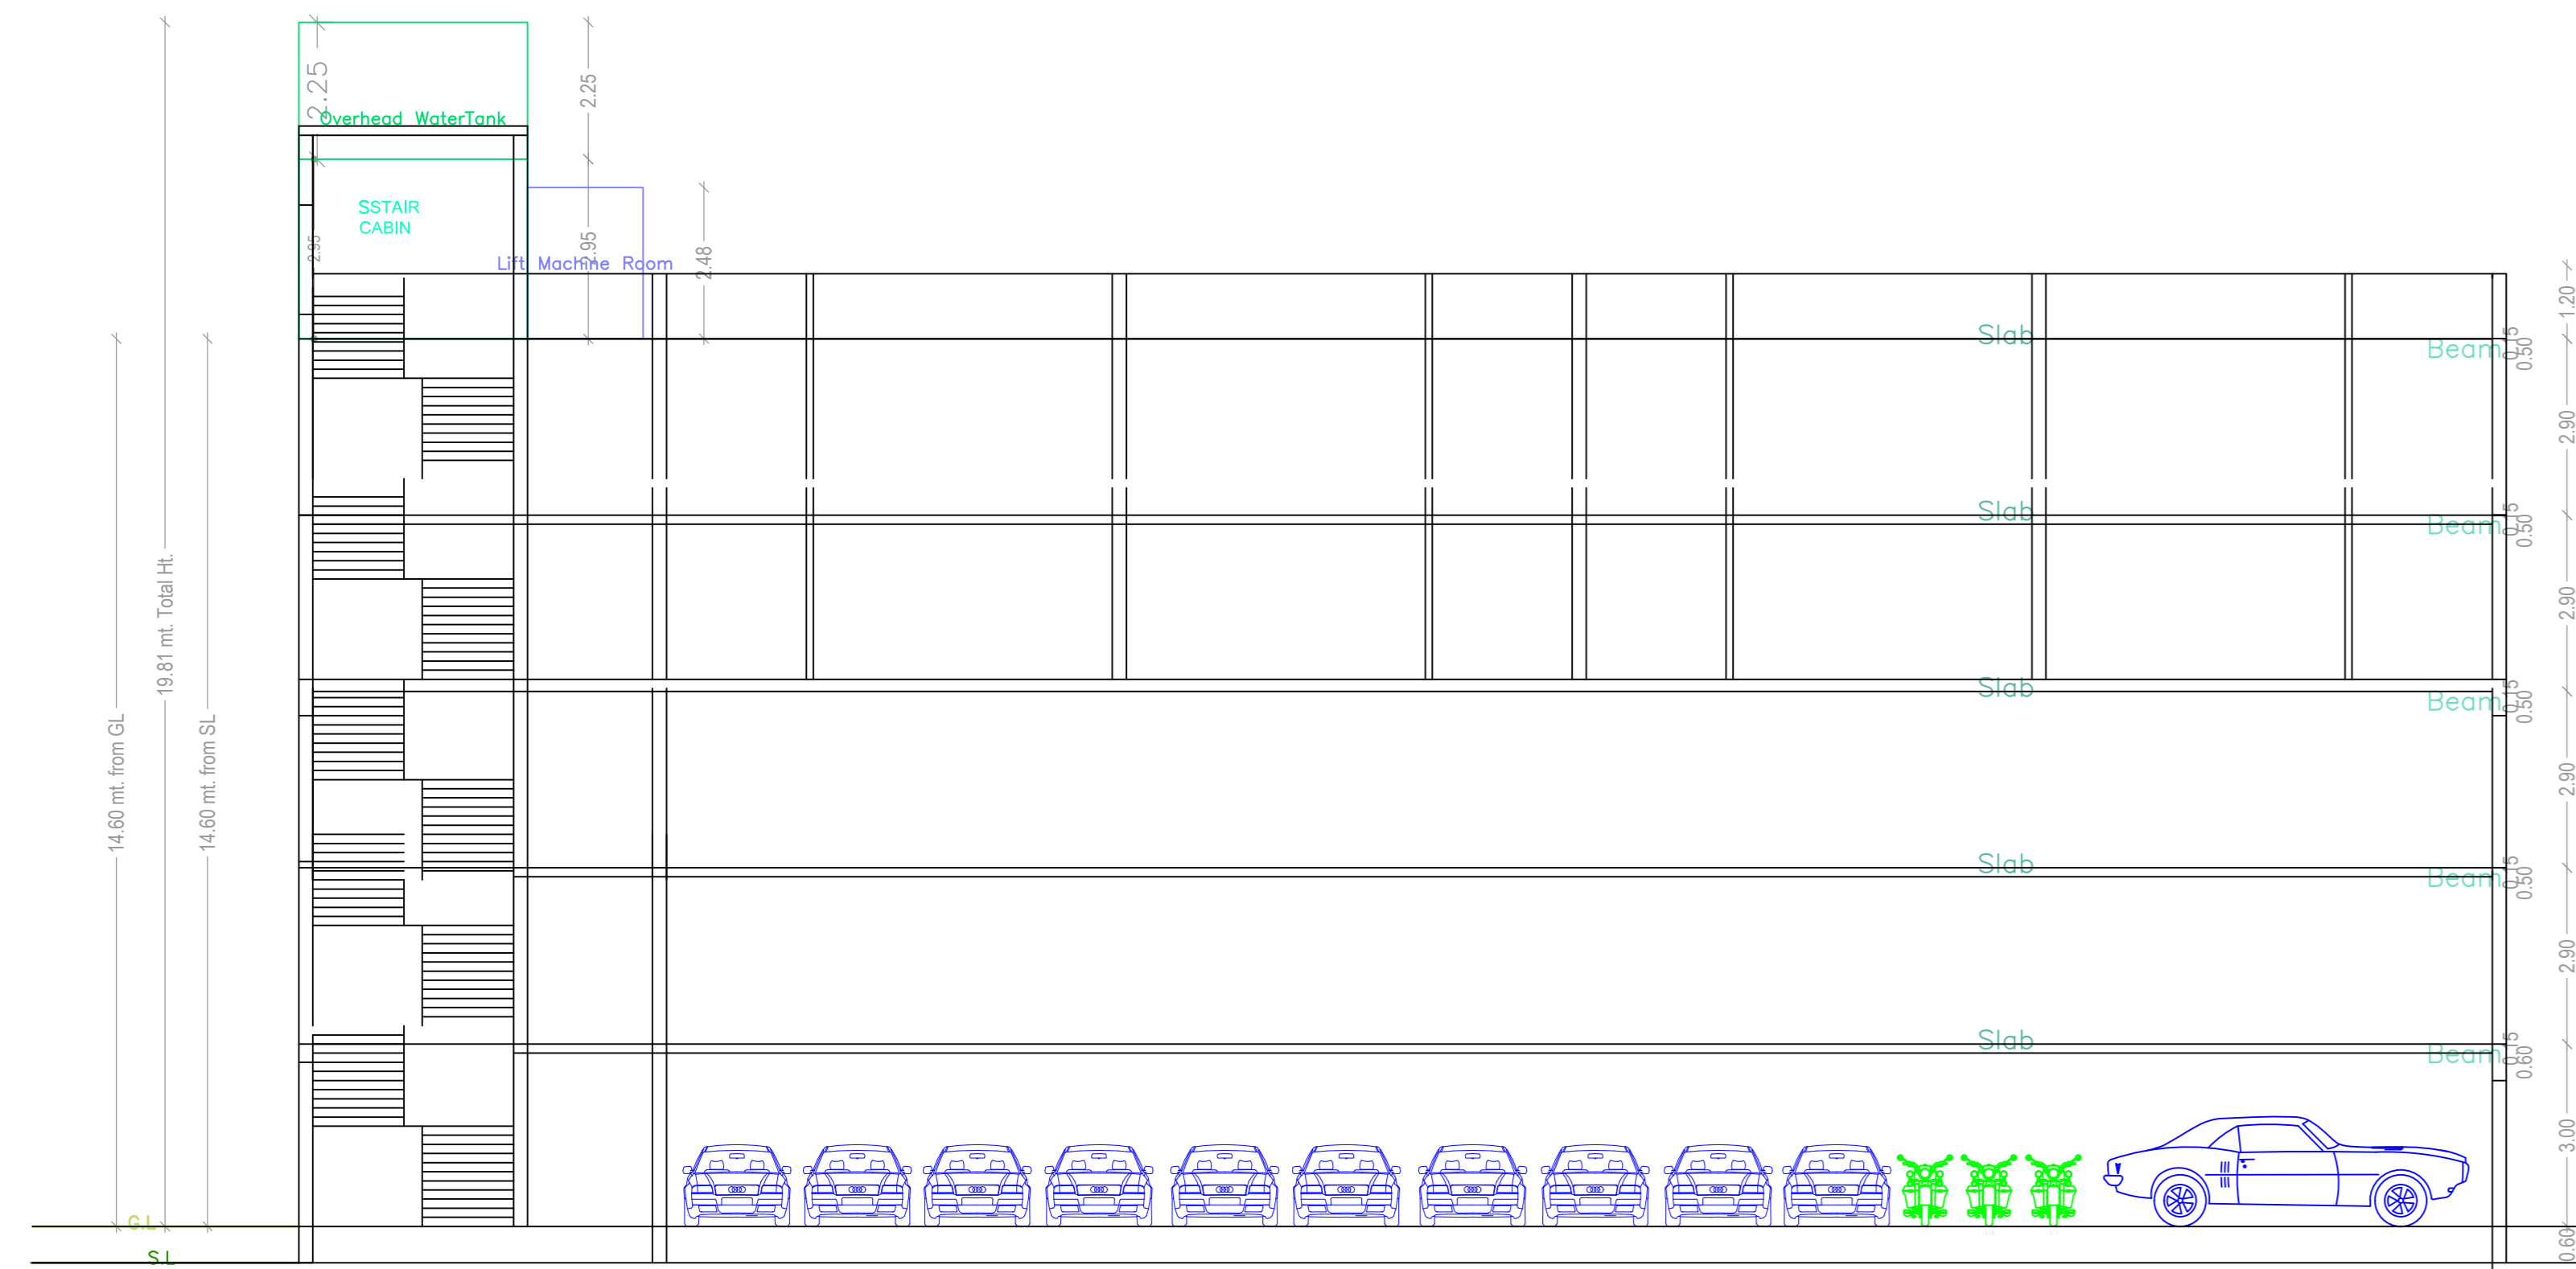 2.25
2.25
Overhead WaterTank
SSTAIR
CABIN
2.95
2.95
2.48
Lift Machine Room
1.20
Slab
0.15
Beam
0.50
2.90
Slab
0.15
Beam
0.50
19.81 mt. Total Ht.
2.90
Slab
0.15
Beam
0.50
14.60 mt. from GL
14.60 mt. from SL
2.90
Slab
0.15
Beam
0.50
2.90
Slab
0.15
Beam
0.60
3.00
G.L
S.L
0.60